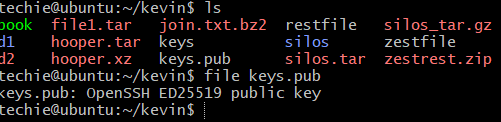 techie@ubuntu:~/kevin$ ls
book file1.tar join.txt.bz2 restfile silos_tar.gz
d1 hooper.tar keys silos zestfile
d2 hooper.xz keys.pub silos.tar zestrest.zip
techie@ubuntu:~/kevin$ file keys.pub
keys.pub: OpenSSH ED25519 public key
techie@ubuntu:~/kevin$